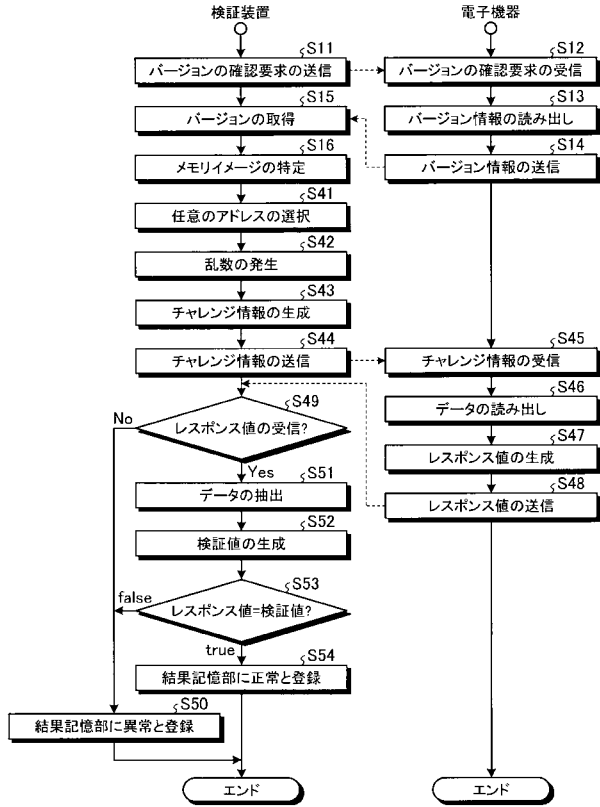 検証装置
電子機器
S11
バージョンの確認要求の送信
S12
バージョンの確認要求の受信
S15
バージョンの取得
S13
バージョン情報の読み出し
S16
メモリイメージの特定
S14
バージョン情報の送信
S41
任意のアドレスの選択
S42
乱数の発生
S43
チャレンジ情報の生成
S44
チャレンジ情報の送信
S45
チャレンジ情報の受信
S46
データの読み出し
S49
レスポンス値の受信?
No
Yes
S47
レスポンス値の生成
S51
データの抽出
S48
レスポンス値の送信
S52
検証値の生成
S53
レスポンス値=検証値?
false
true
S54
結果記憶部に正常と登録
S50
結果記憶部に異常と登録
エンド
エンド